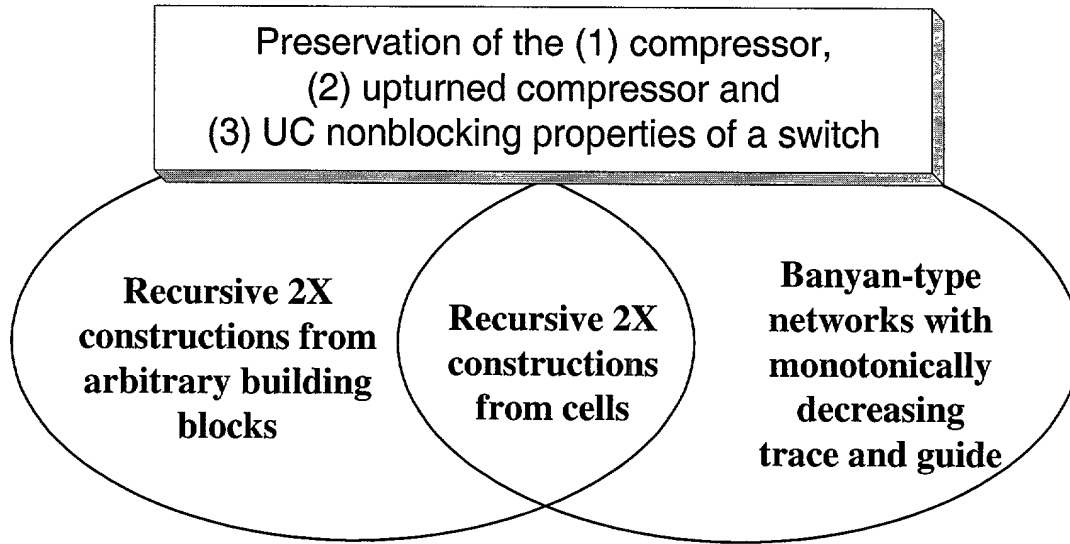 Preservation of the (1) compressor,
(2) upturned compressor and
(3) UC nonblocking properties of a switch
Recursive 2X
constructions from
arbitrary building
blocks
Recursive 2X
constructions
from cells
Banyan-type
networks with
monotonically
decreasing
trace and guide